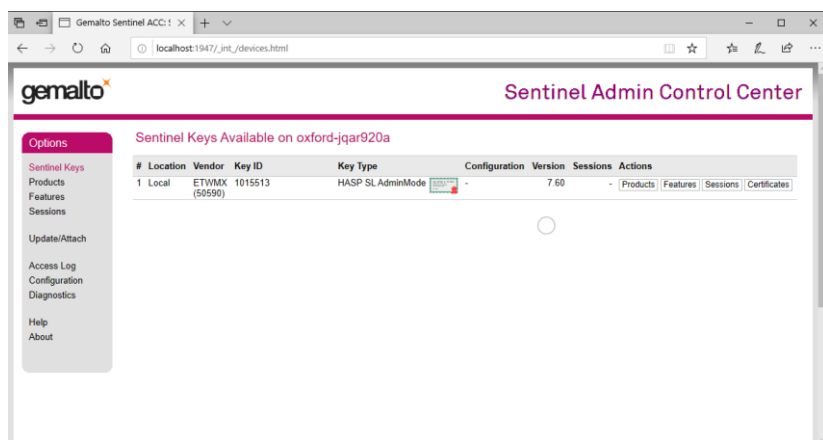 Gemalto Sentinel ACC: S
localhost:1947/_int_/devices.html
gemalto
Sentinel Admin Control Center
Options
Sentinel Keys
Products
Features
Sessions
Update/Attach
Access Log
Configuration
Diagnostics
Help
About
Sentinel Keys Available on oxford-jqar920a
# Location Vendor Key ID Key Type Configuration Version Sessions Actions
1 Local ETWMX 1015513 HASP SL AdminMode - 7.60 - Products Features Sessions Certificates
(50590)